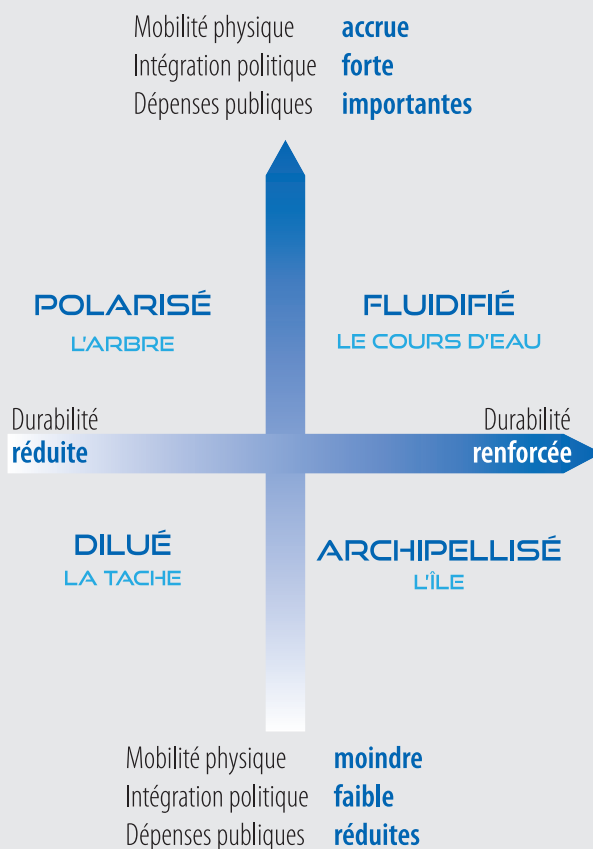 Mobilité physique accrue
Intégration politique forte
Dépenses publiques importantes
POLARISÉ
L'ARBRE
FLUIDIFIÉ
LE COURS D'EAU
Durabilité
réduite
Durabilité
renforcée
DILUÉ
LA TACHE
ARCHIPELLISÉ
L'ÎLE
Mobilité physique moindre
Intégration politique faible
Dépenses publiques réduites